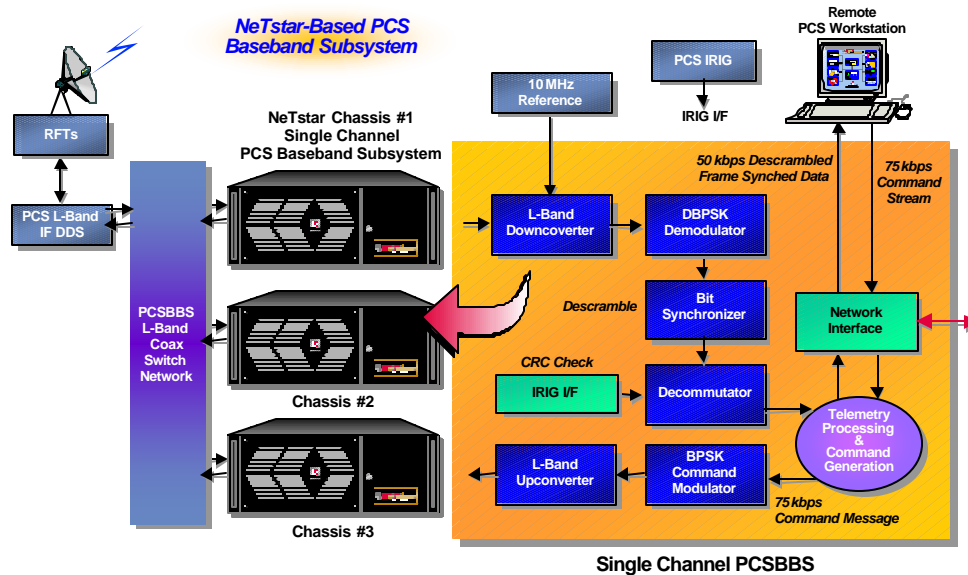 NeTstar-Based PCS
Baseband Subsystem
Remote
PCS Workstation
PCS IRIG
IRIG I/F
10 MHz
Reference
RFTs
PCS L-Band
IF DDS
NeTstar Chassis #1
Single Channel
PCS Baseband Subsystem
PCSBBS
L-Band
Coax
Switch
Network
Chassis #2
Chassis #3
50 kbps Descrambled
Frame Synched Data
75 kbps
Command
Stream
L-Band
Downcoverter
DBPSK
Demodulator
Descramble
Bit
Synchronizer
Network
Interface
CRC Check
IRIG I/F
Decommutator
Telemetry
Processing
&
Command
Generation
L-Band
Upconverter
BPSK
Command
Modulator
75 kbps
Command Message
Single Channel PCSBBS